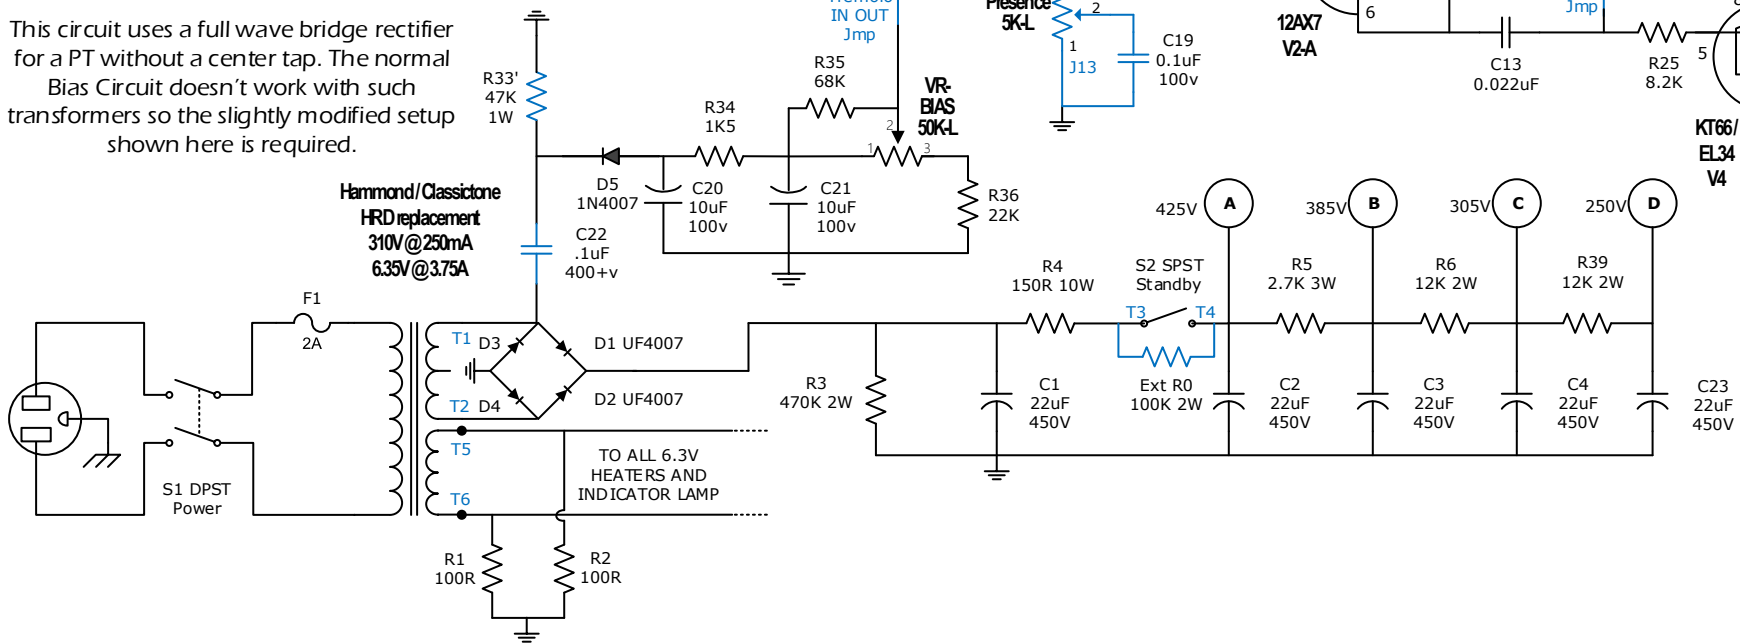 This circuit uses a full wave bridge rectifier
for a PT without a center tap. The normal
Bias Circuit doesn't work with such
transformers so the slightly modified setup
shown here is required.
IN OUT
Jmp
Presence
5K-L
2
1
J13
C19
0.1uF
100v
6
12AX7
V2-A
Jmp
C13
0.022uF
R25
8.2K
5
KT66/
EL34
V4
R33'
47K
1W
R35
68K
R34
1K5
VR-
BIAS
50K-L
2
1
3
D5
1N4007
C20
10uF
100v
C21
10uF
100v
R36
22K
Hammond/Classictone
HRD replacement
310V @ 250mA
6.35V @ 3.75A
C22
.1uF
400+v
425V
A
385V
B
305V
C
250V
D
F1
2A
T1
D3
D1 UF4007
T2
D4
D2 UF4007
R4
150R 10W
S2 SPST
Standby
T3
T4
R5
2.7K 3W
R6
12K 2W
R39
12K 2W
R3
470K 2W
C1
22uF
450V
Ext R0
100K 2W
C2
22uF
450V
C3
22uF
450V
C4
22uF
450V
C23
22uF
450V
T5
T6
TO ALL 6.3V
HEATERS AND
INDICATOR LAMP
S1 DPST
Power
R1
100R
R2
100R